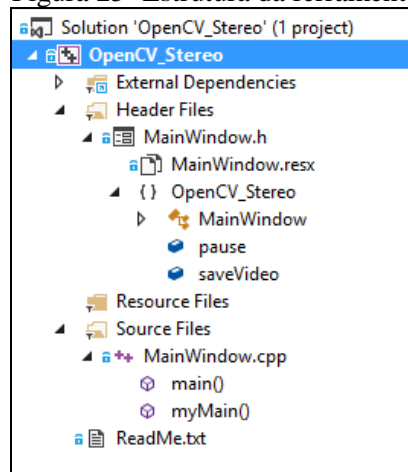 Solution 'OpenCV_Stereo' (1 project)
OpenCV_Stereo
External Dependencies
Header Files
MainWindow.h
MainWindow.resx
{ } OpenCV_Stereo
MainWindow
pause
saveVideo
Resource Files
Source Files
++ MainWindow.cpp
main()
myMain()
ReadMe.txt